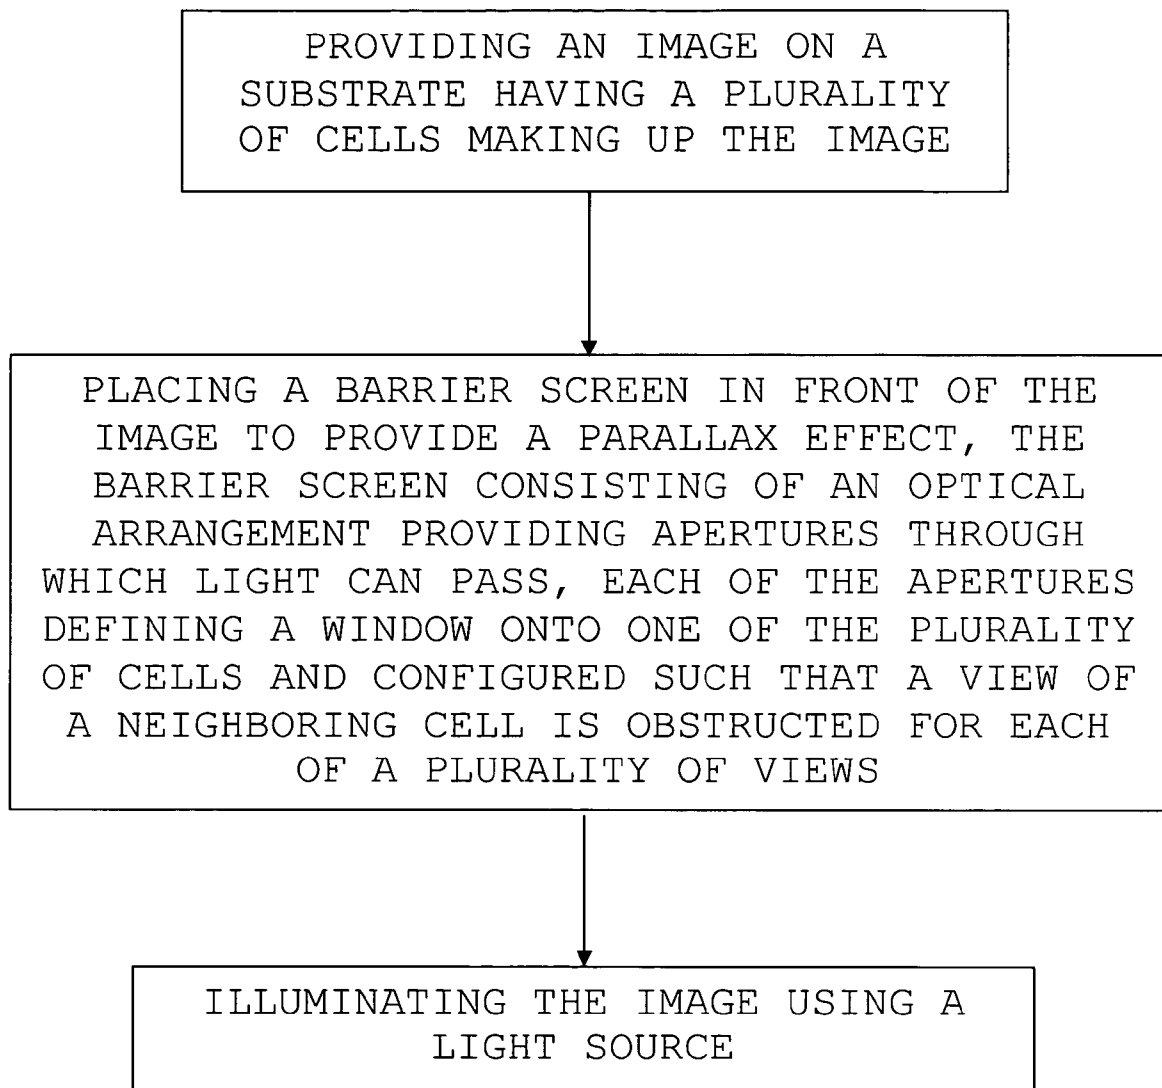 PROVIDING AN IMAGE ON A
SUBSTRATE HAVING A PLURALITY
OF CELLS MAKING UP THE IMAGE
PLACING A BARRIER SCREEN IN FRONT OF THE
IMAGE TO PROVIDE A PARALLAX EFFECT, THE
BARRIER SCREEN CONSISTING OF AN OPTICAL
ARRANGEMENT PROVIDING APERTURES THROUGH
WHICH LIGHT CAN PASS, EACH OF THE APERTURES
DEFINING A WINDOW ONTO ONE OF THE PLURALITY
OF CELLS AND CONFIGURED SUCH THAT A VIEW OF
A NEIGHBORING CELL IS OBSTRUCTED FOR EACH
OF A PLURALITY OF VIEWS
ILLUMINATING THE IMAGE USING A
LIGHT SOURCE